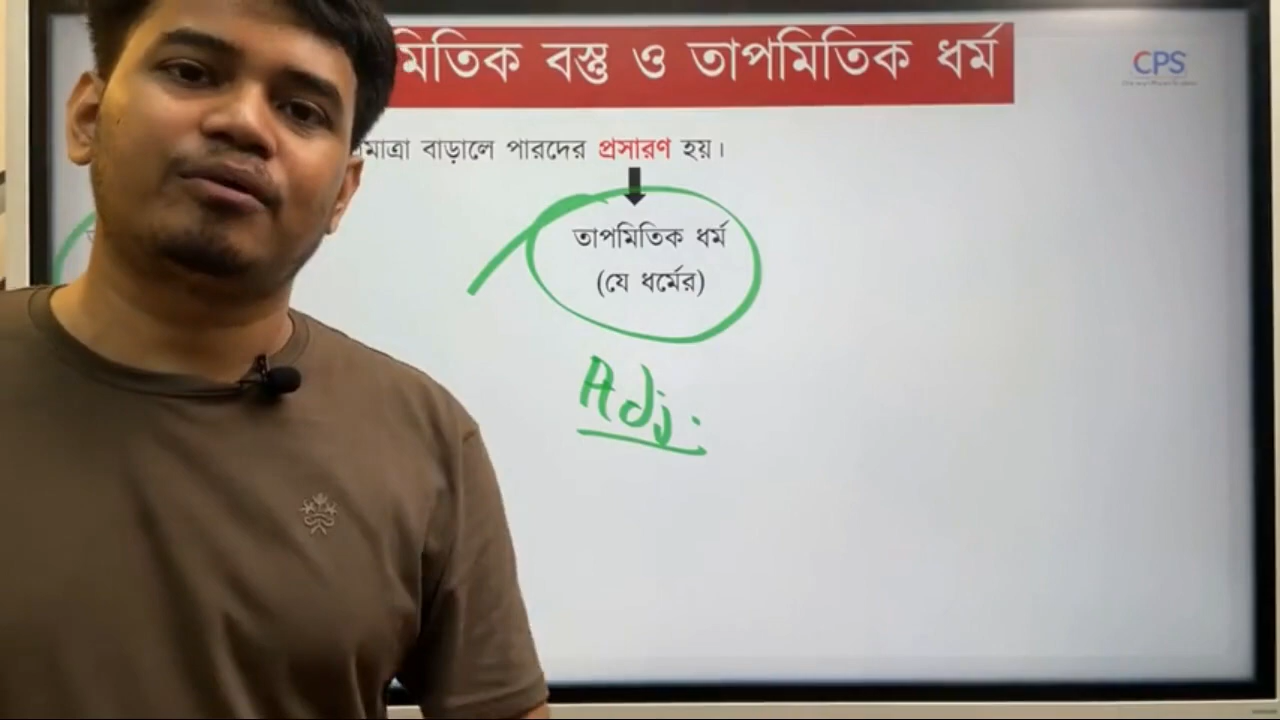 মিতিক বস্তু ও তাপমিতিক ধর্ম
CPS
মাত্রা বাড়ালে পারদের প্রসারণ হয়।
তাপমিতিক ধর্ম
(যে ধর্মের)
Adj.